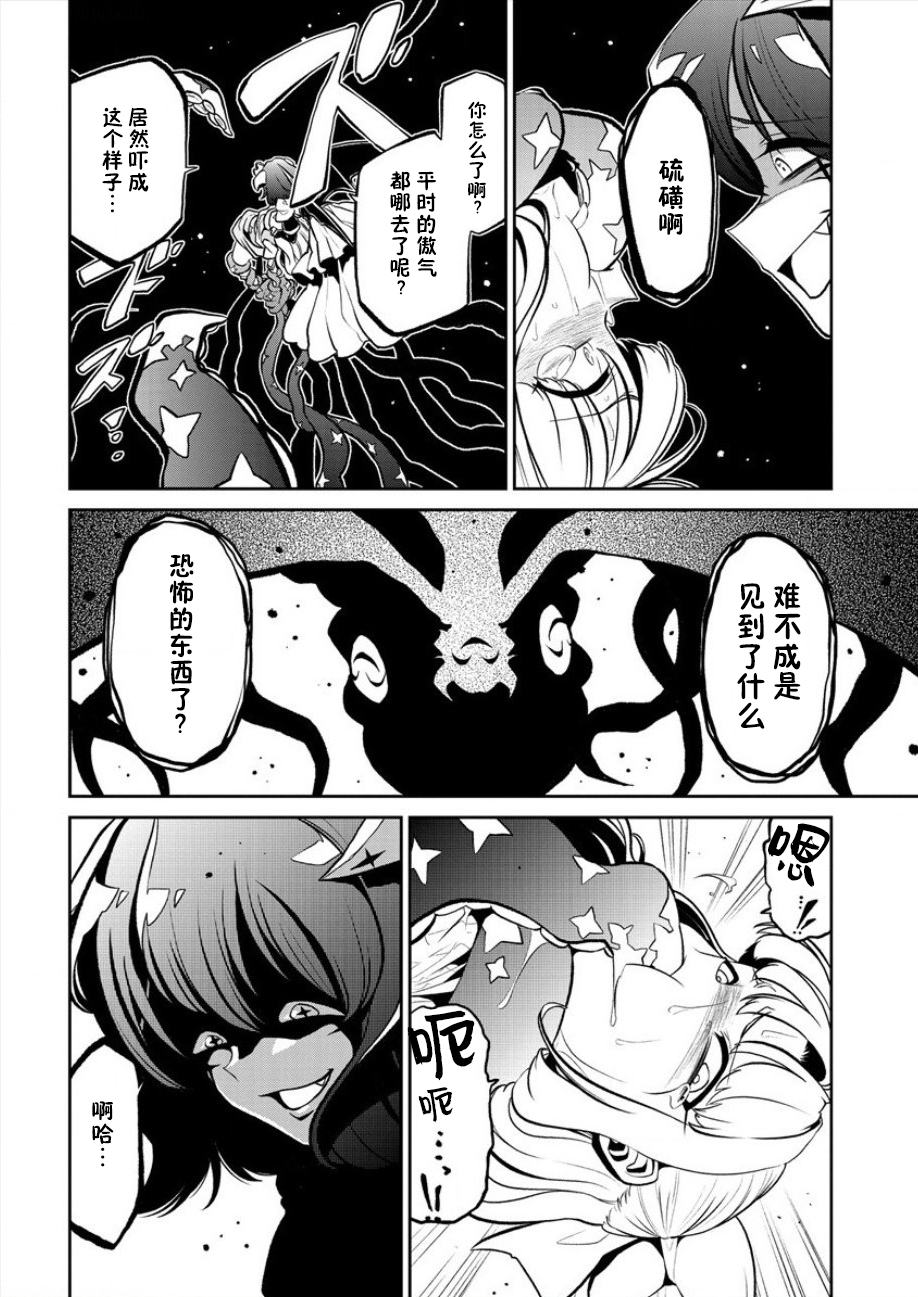 硫磺啊
你怎么了啊?
平时的傲气
都哪去了呢?
居然吓成
这个样子…
ズズ
ズズ…
难不成是
见到了什么
恐怖的东西了?
嗯…!
呃
呃…!!
啊哈…